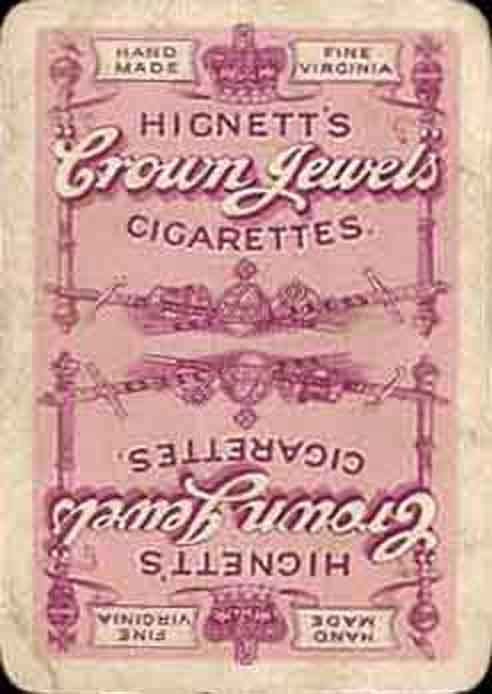 HAND MADE
FINE VIRGINIA
HIGNETT'S
Crown Jewels
CIGARETTES.
CIGARETTES.
Crown Jewels
HIGNETT'S
FINE VIRGINIA
HAND MADE